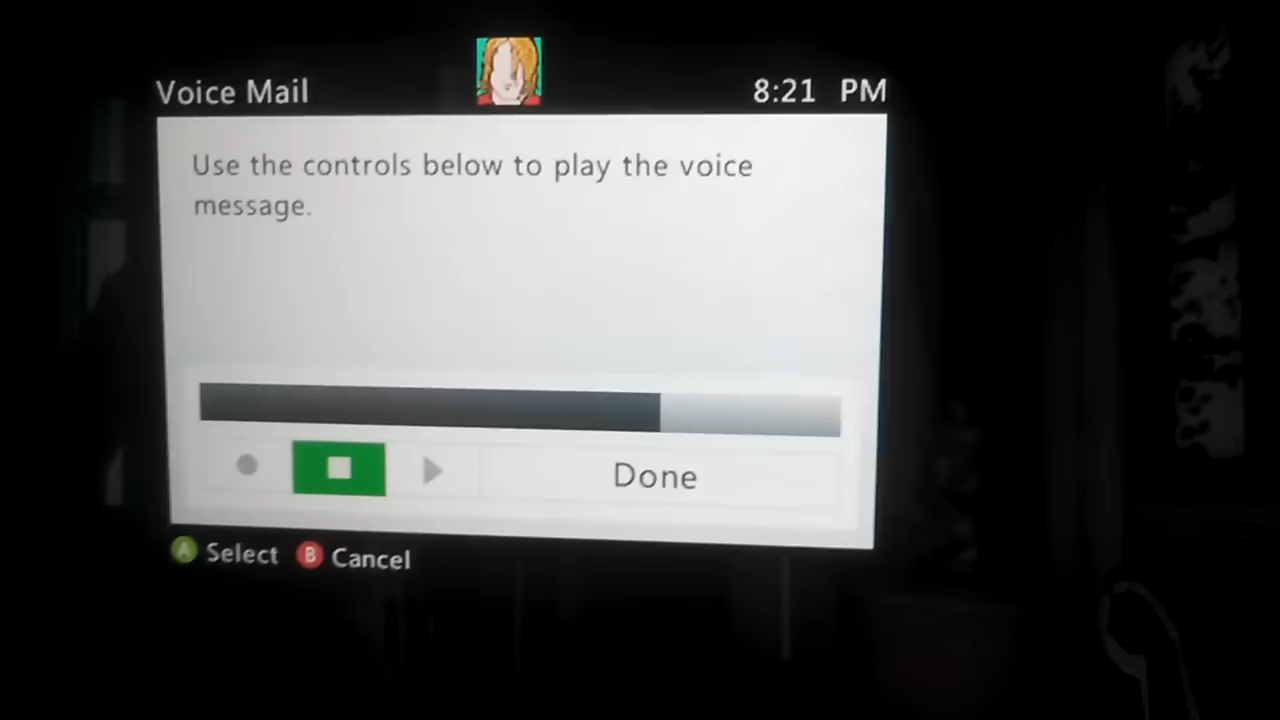 Voice Mail
8:21 PM
Use the controls below to play the voice
message.
Done
A Select B Cancel